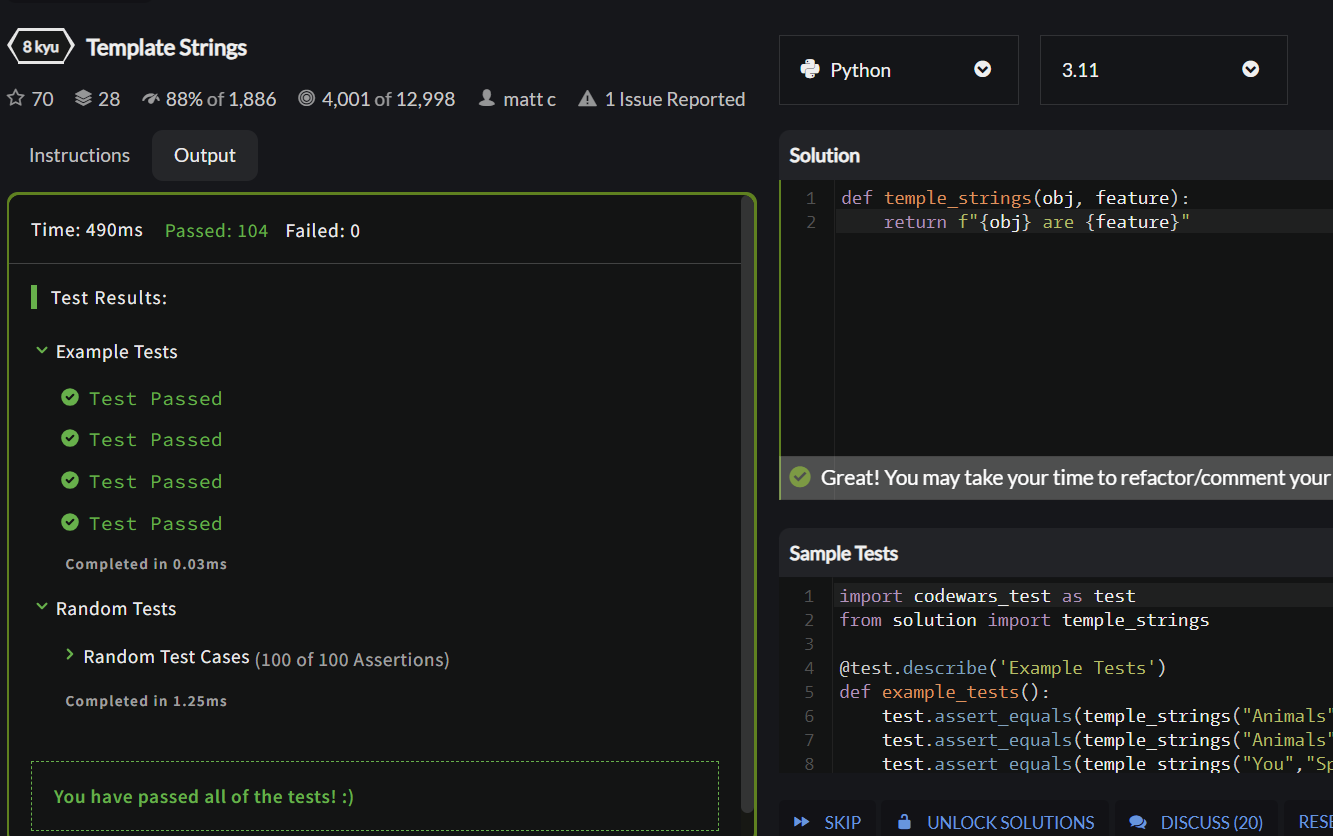 8 kyu Template Strings
70 28 88% of 1,886 4,001 of 12,998 matt c 1 Issue Reported
Instructions Output
Time: 490ms Passed: 104 Failed: 0
Test Results:
Example Tests
Test Passed
Test Passed
Test Passed
Test Passed
Completed in 0.03ms
Random Tests
Random Test Cases (100 of 100 Assertions)
Completed in 1.25ms
You have passed all of the tests! :)
Python 3.11
Solution
1 def temple_strings(obj, feature):
2 return f"{obj} are {feature}"
Great! You may take your time to refactor/comment your
Sample Tests
1 import codewars_test as test
2 from solution import temple_strings
3
4 @test.describe('Example Tests')
5 def example_tests():
6 test.assert_equals(temple_strings("Animals"
7 test.assert_equals(temple_strings("Animals"
8 test.assert_equals(temple_strings("You","Sp
SKIP UNLOCK SOLUTIONS DISCUSS (20) RESE